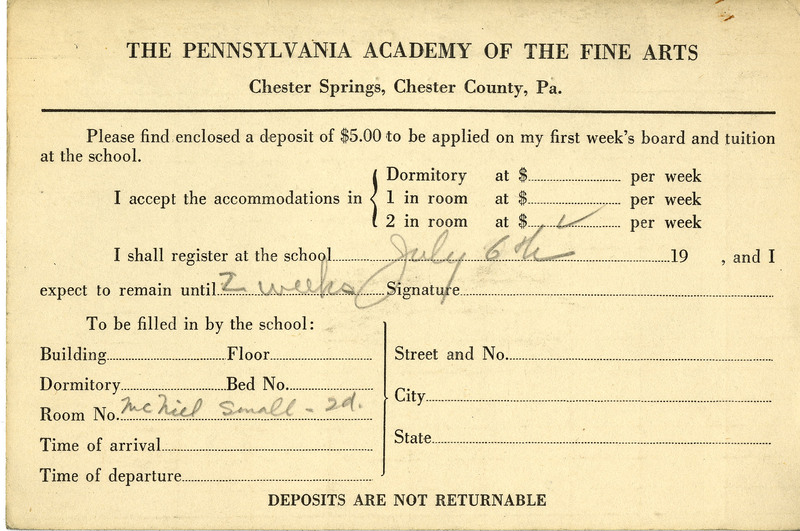 THE PENNSYLVANIA ACADEMY OF THE FINE ARTS
Chester Springs, Chester County, Pa.
Please find enclosed a deposit of $5.00 to be applied on my first week's board and tuition
at the school.
I accept the accommodations in
Dormitory at $ per week
1 in room at $ per week
2 in room at $ ✓ per week
I shall register at the school July 6th 19 , and I
expect to remain until 2 weeks Signature
To be filled in by the school:
Building Floor
Dormitory Bed No.
Room No. McNiel Small - 2d.
Time of arrival
Time of departure
Street and No.
City
State
DEPOSITS ARE NOT RETURNABLE